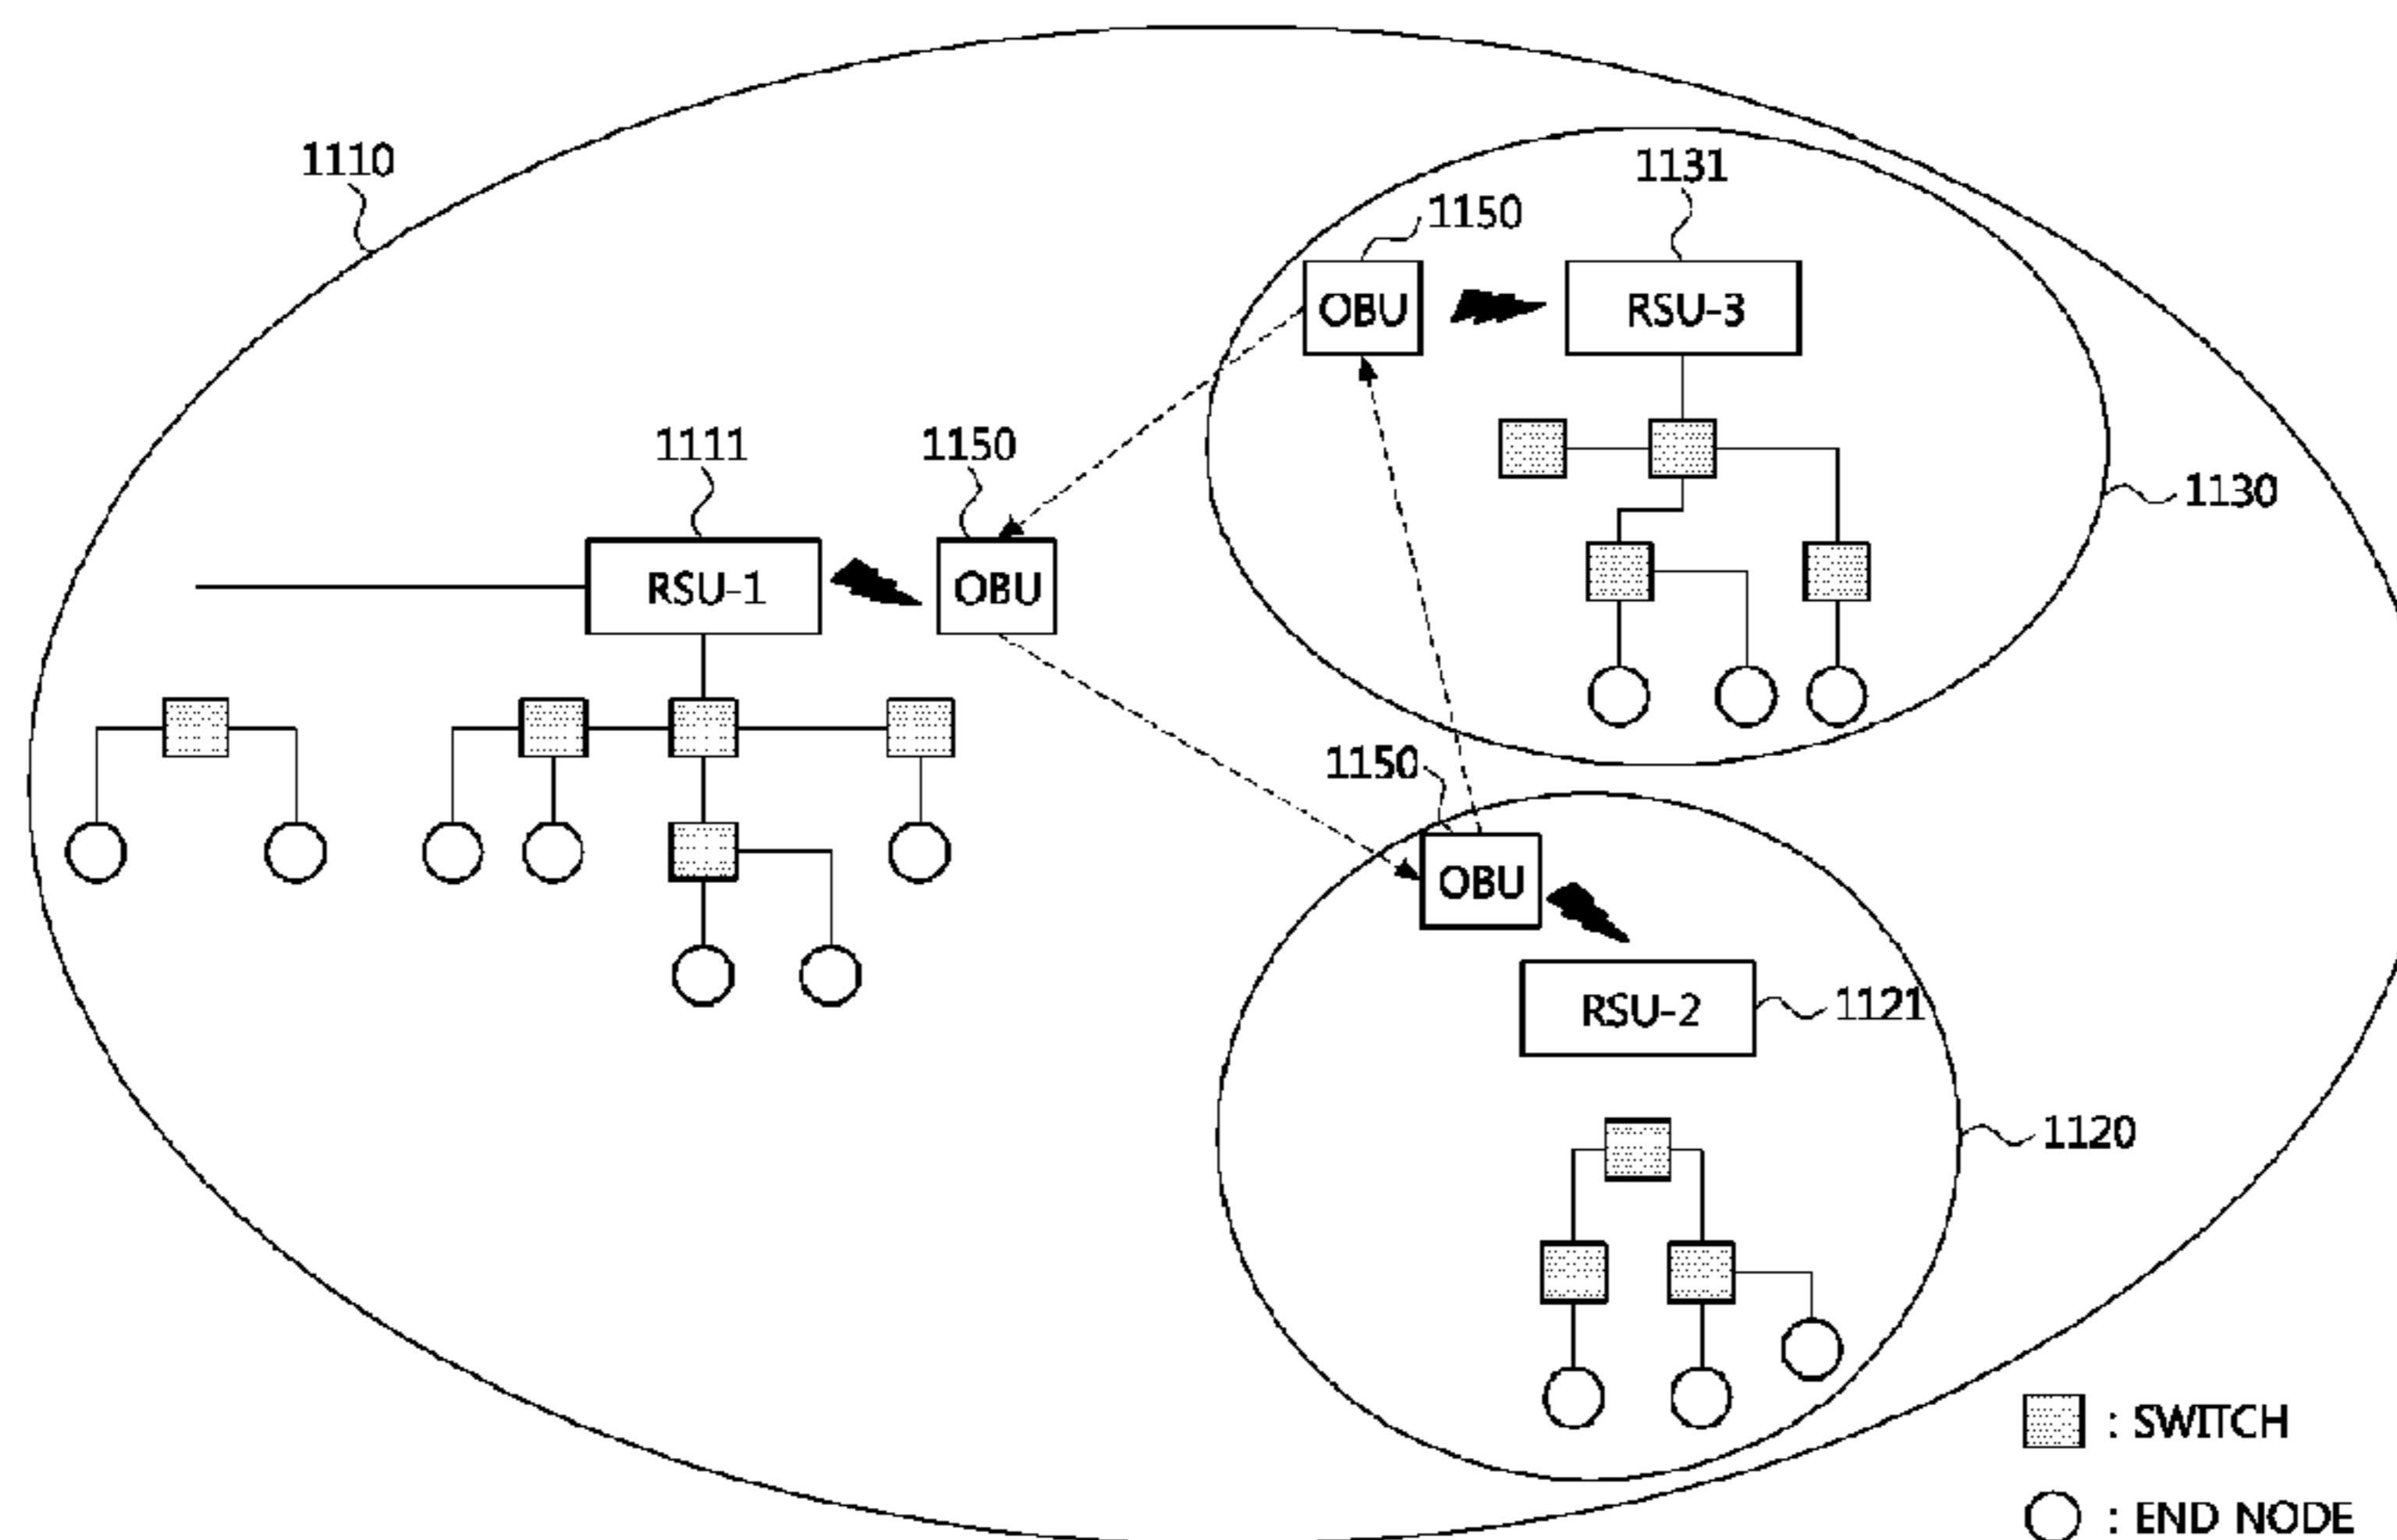 1110
1131
1150
OBU
RSU-3
1111
1150
1130
RSU-1
OBU
1150
OBU
RSU-2
1121
1120
: SWITCH
: END NODE